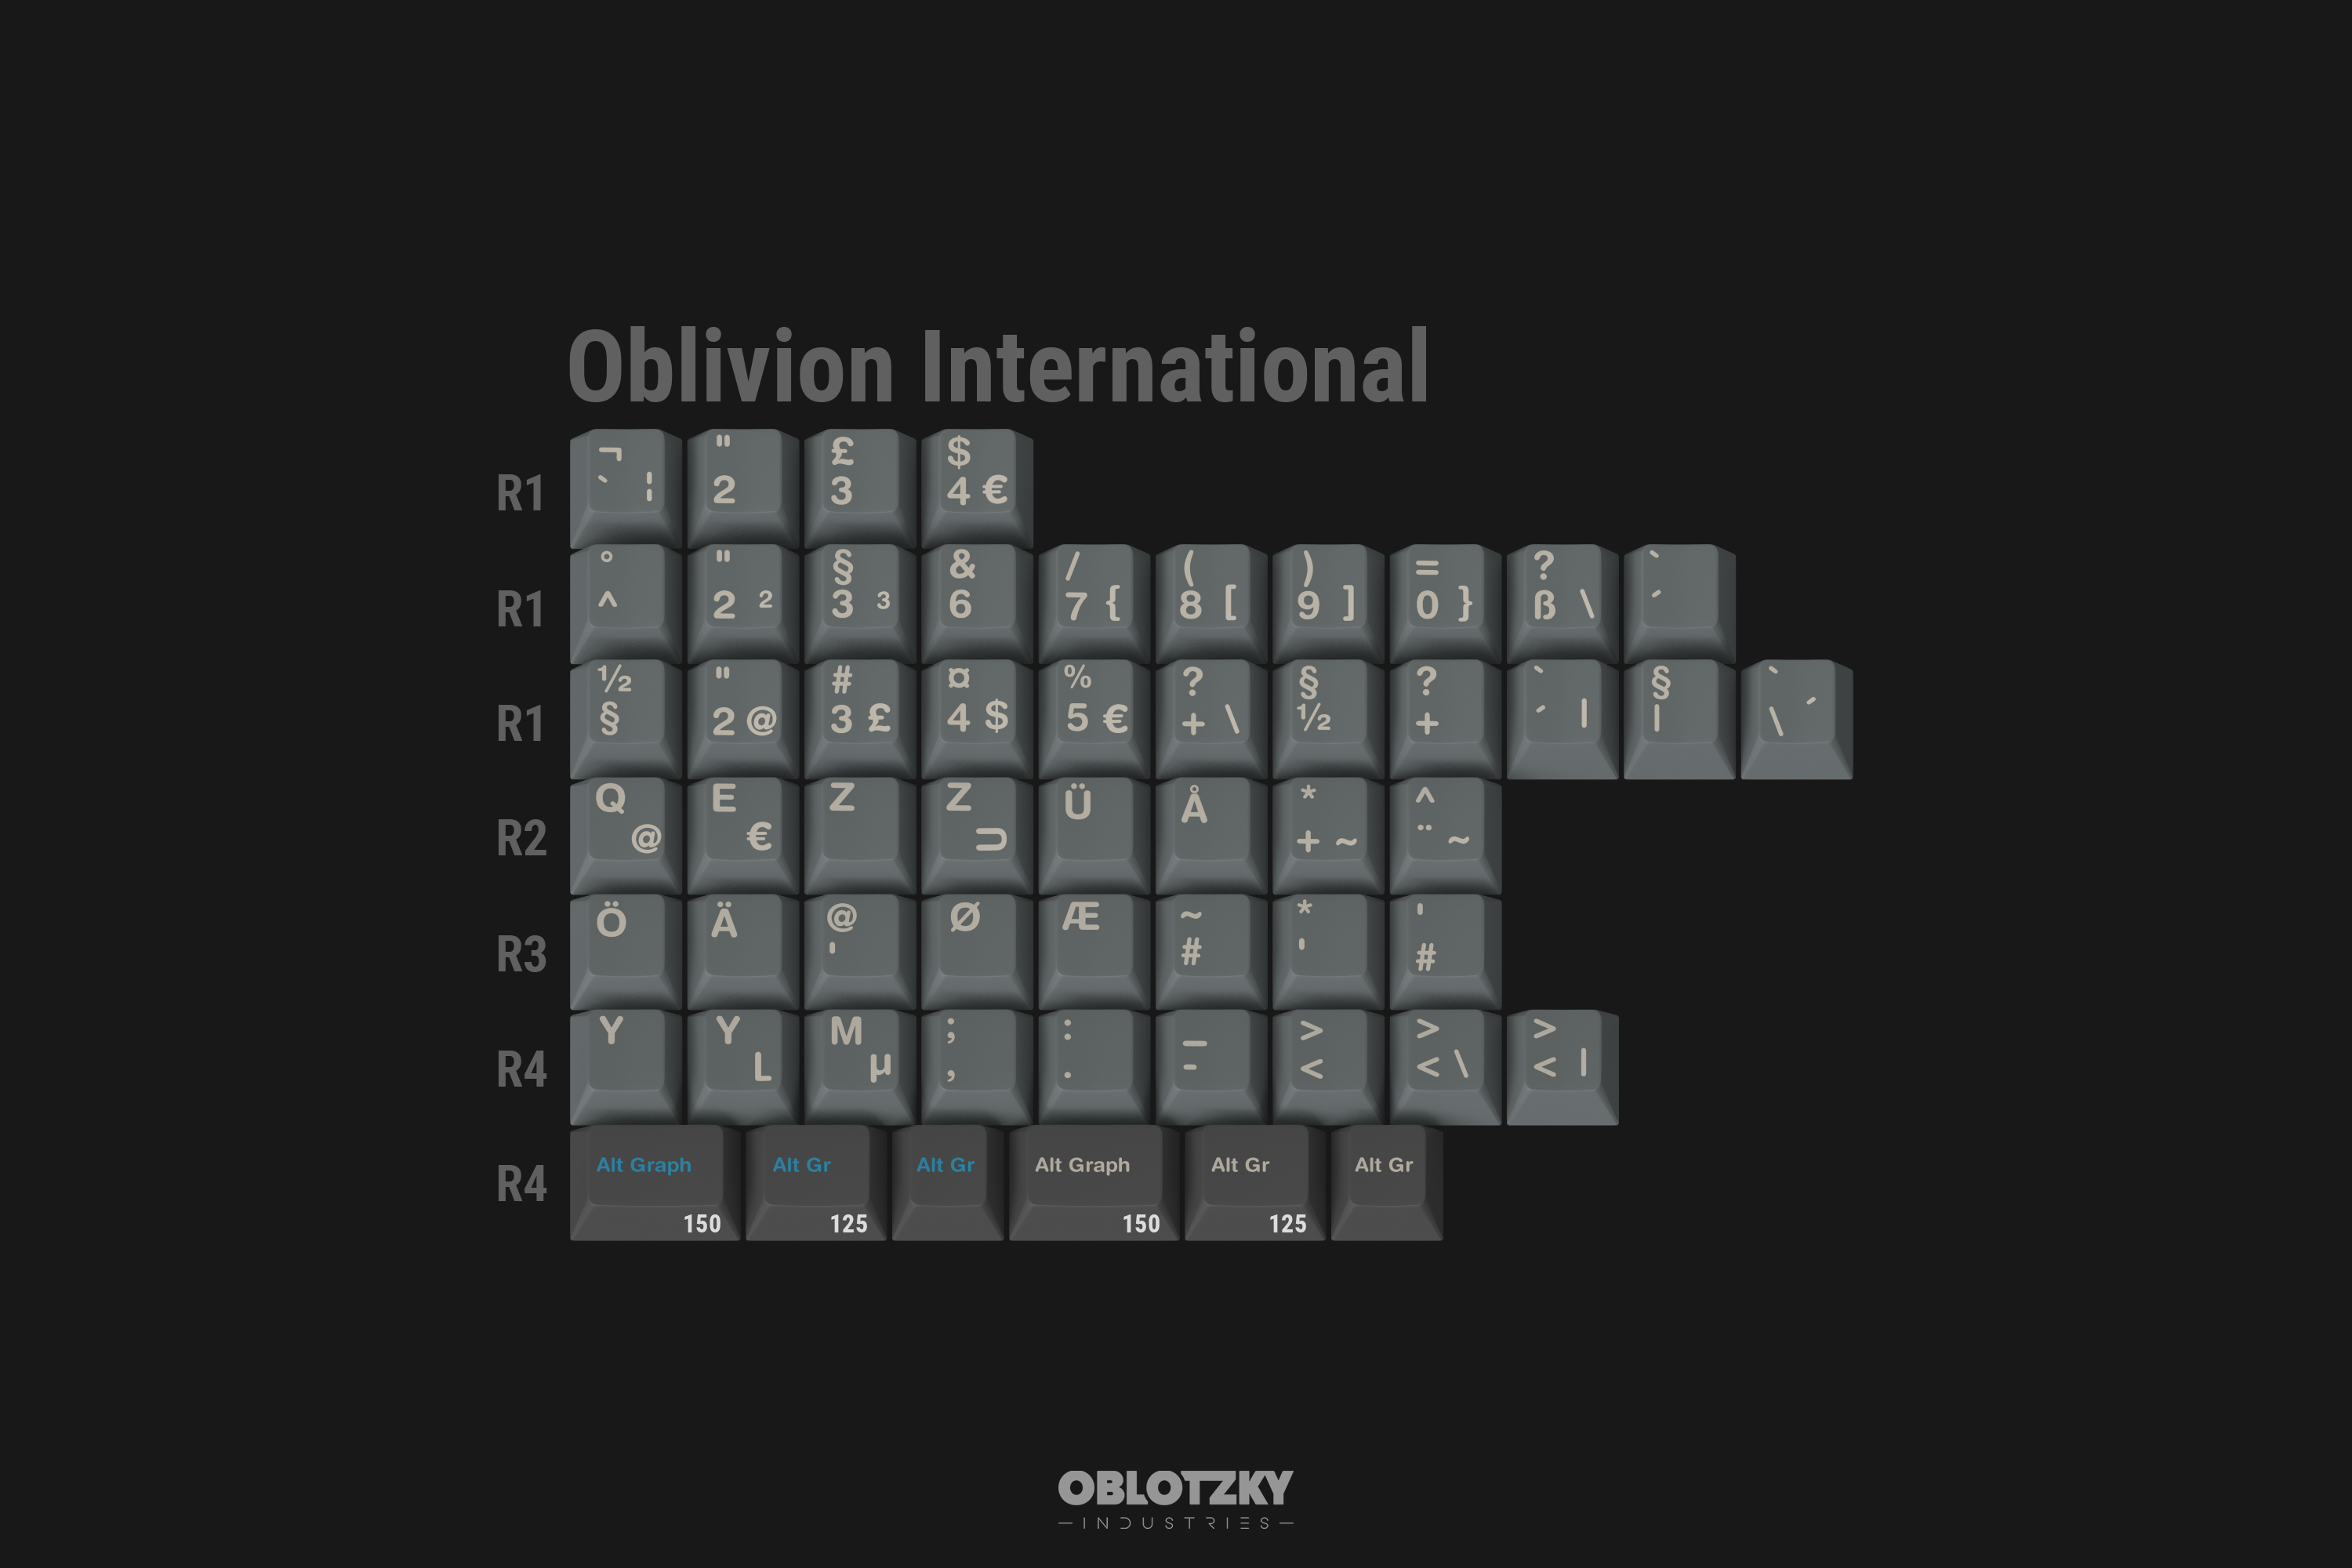 Oblivion International
R1 ¬ ` ¦ " 2 £ 3 $ 4 €
R1 ° ^ " 2 ² § 3 ³ & 6 / 7 { ( 8 [ ) 9 ] = 0 } ? ß \ ` ´
R1 ½ § " 2 @ # 3 £ ¤ 4 $ % 5 € ? + \ § ½ ? + ` ´ | § | ` \ ´
R2 Q @ E € Z Z ⊐ Ü Å * + ~ ^ ¨ ~
R3 Ö Ä @ ' Ø Æ ~ # * ' ' #
R4 Y Y L M µ ; , : . _ - > < > < \ > < |
R4 Alt Graph Alt Gr Alt Gr Alt Graph Alt Gr Alt Gr
150 125 150 125
OBLOTZKY
INDUSTRIES